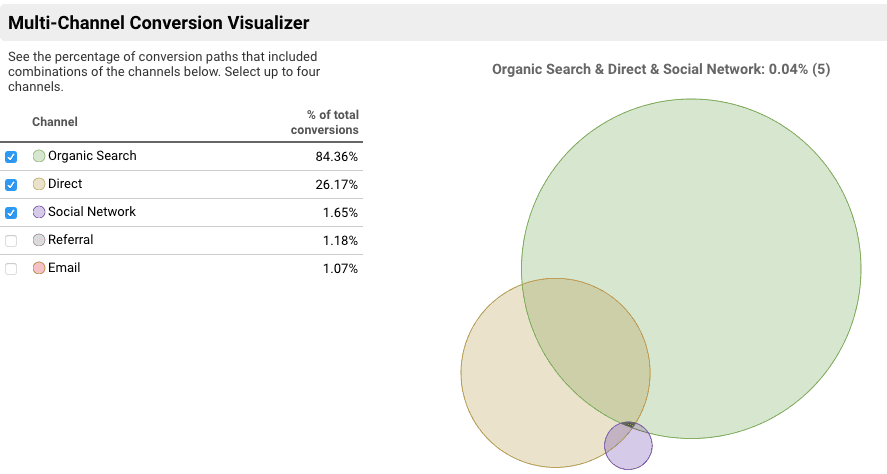 Multi-Channel Conversion Visualizer
See the percentage of conversion paths that included
combinations of the channels below. Select up to four
channels.
Organic Search & Direct & Social Network: 0.04% (5)
Channel
% of total
conversions
Organic Search 84.36%
Direct 26.17%
Social Network 1.65%
Referral 1.18%
Email 1.07%